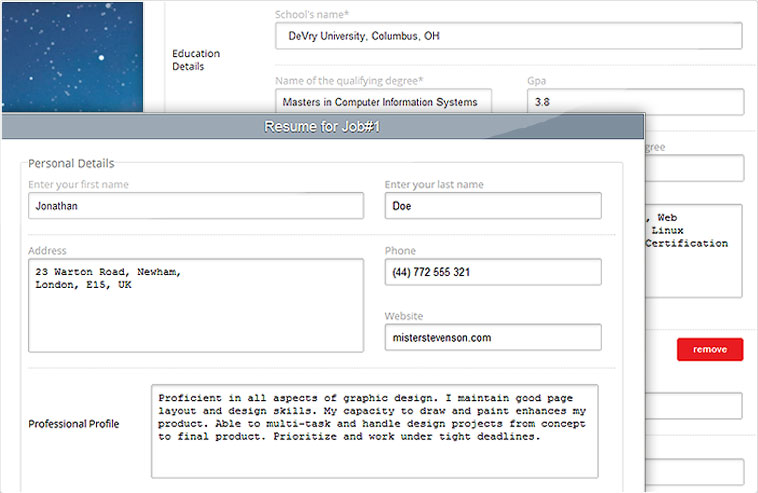 School's name*
DeVry University, Columbus, OH
Education
Details
Name of the qualifying degree*
Gpa
Masters in Computer Information Systems
3.8
Resume for Job#1
gree
Personal Details
Enter your first name
Enter your last name
Jonathan
Doe
, Web
Linux
Certification
Address
Phone
23 Warton Road, Newham,
London, E15, UK
(44) 772 555 321
Website
misterstevenson.com
remove
Professional Profile
Proficient in all aspects of graphic design. I maintain good page
layout and design skills. My capacity to draw and paint enhances my
product. Able to multi-task and handle design projects from concept
to final product. Prioritize and work under tight deadlines.